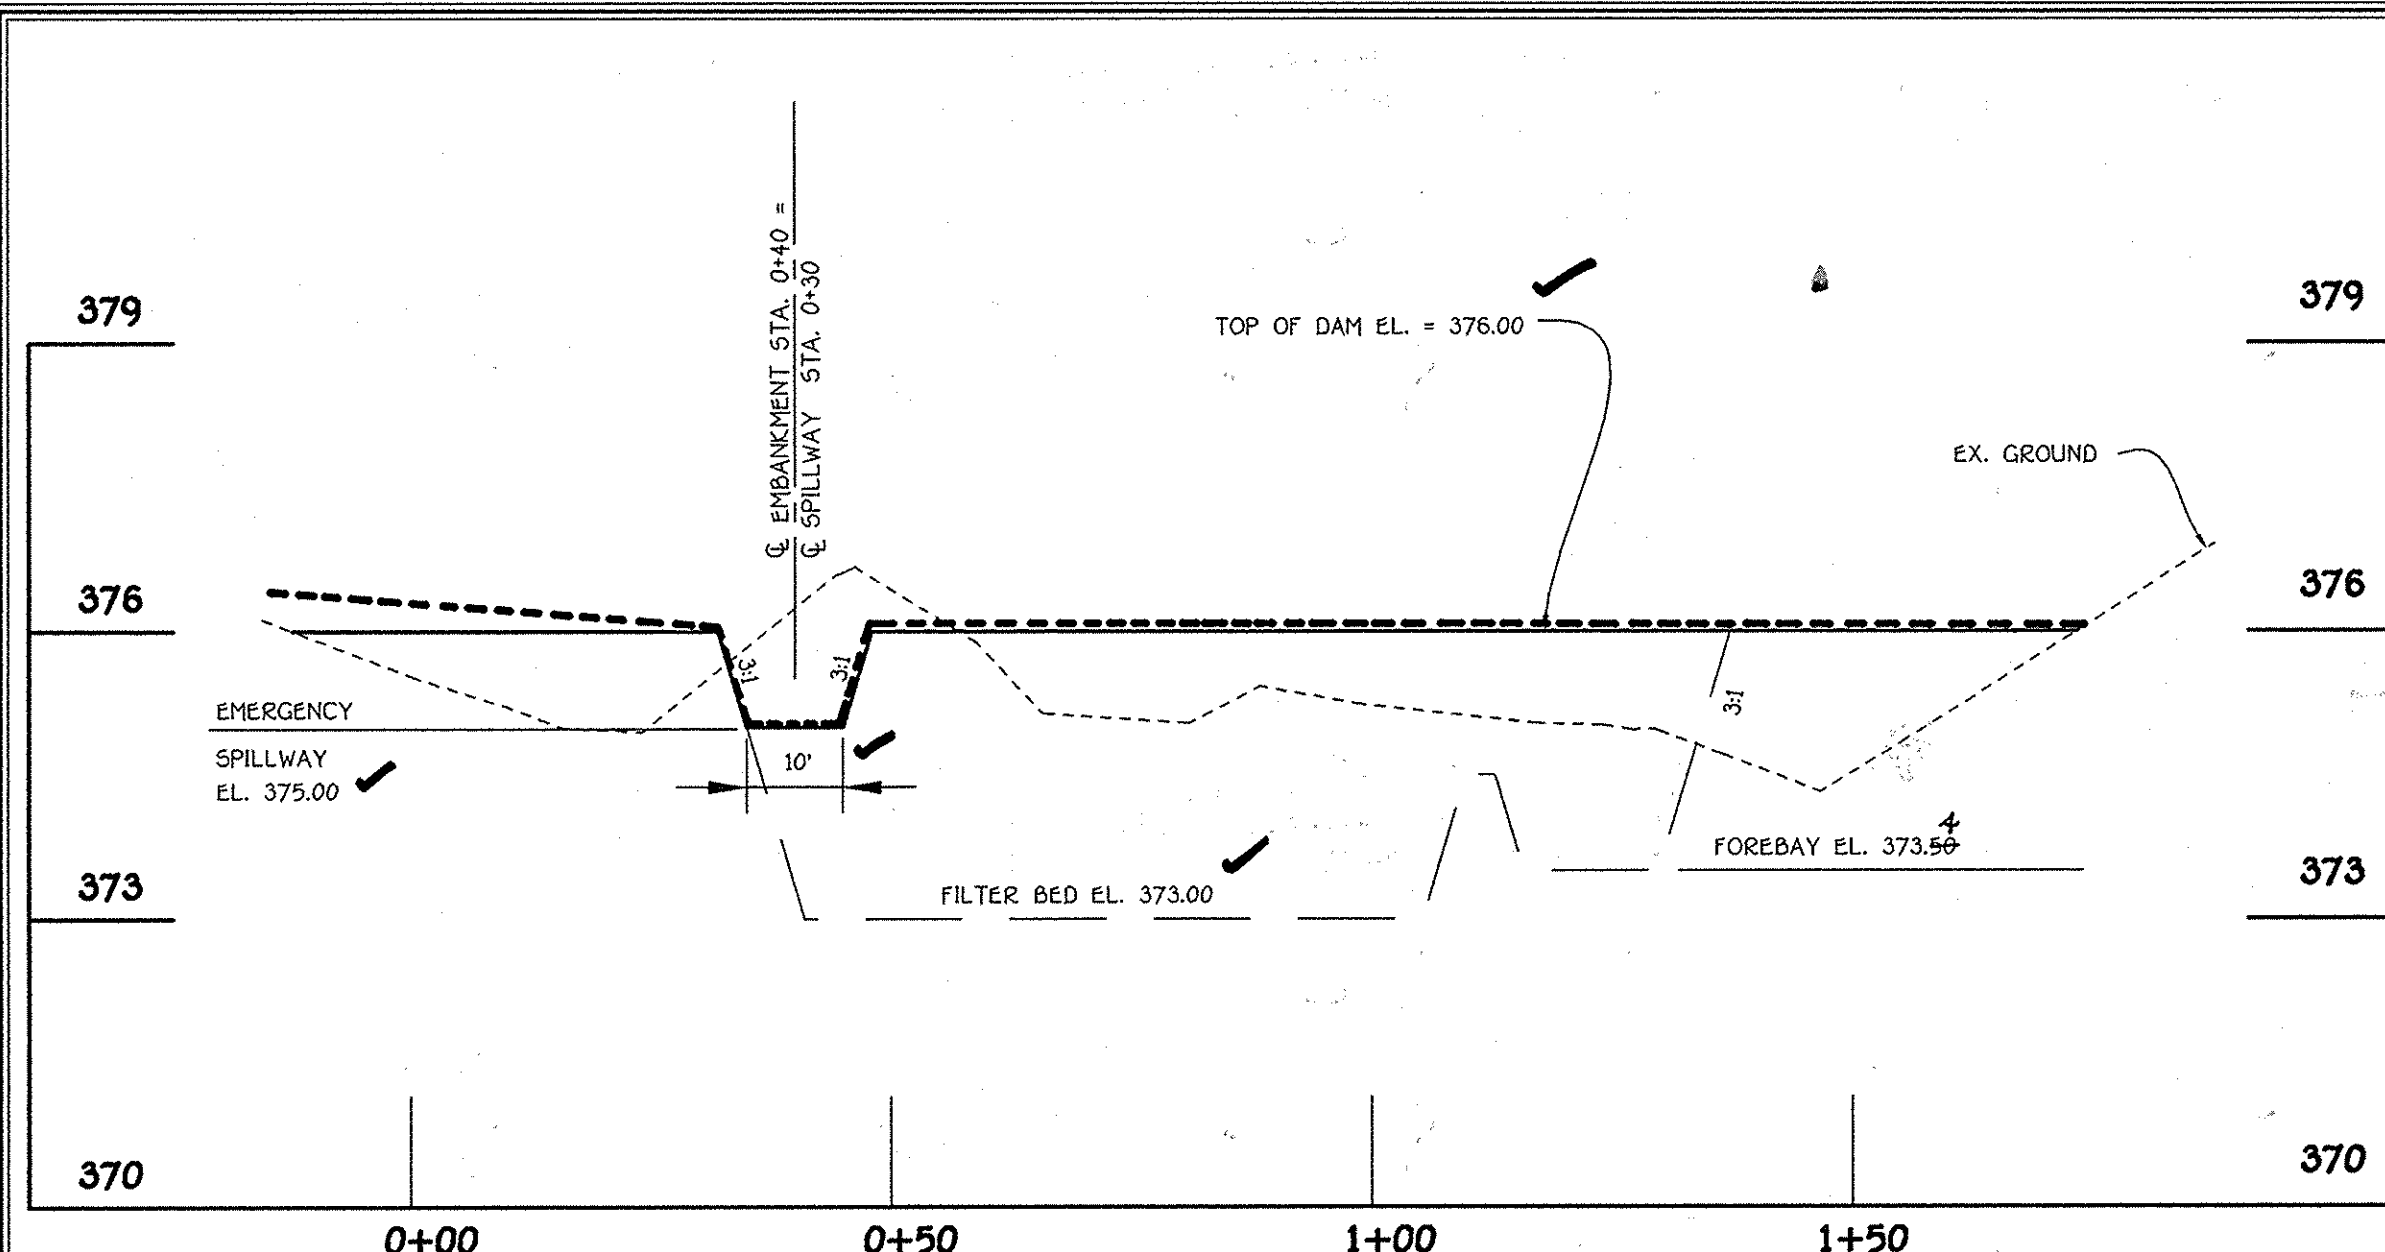 ℄ EMBANKMENT STA. 0+40 =
℄ SPILLWAY STA. 0+30
379
379
TOP OF DAM EL. = 376.00
EX. GROUND
376
376
3:1
3:1
3:1
EMERGENCY
SPILLWAY
EL. 375.00
10'
4
FOREBAY EL. 373.50
FILTER BED EL. 373.00
373
373
370
370
0+00
0+50
1+00
1+50